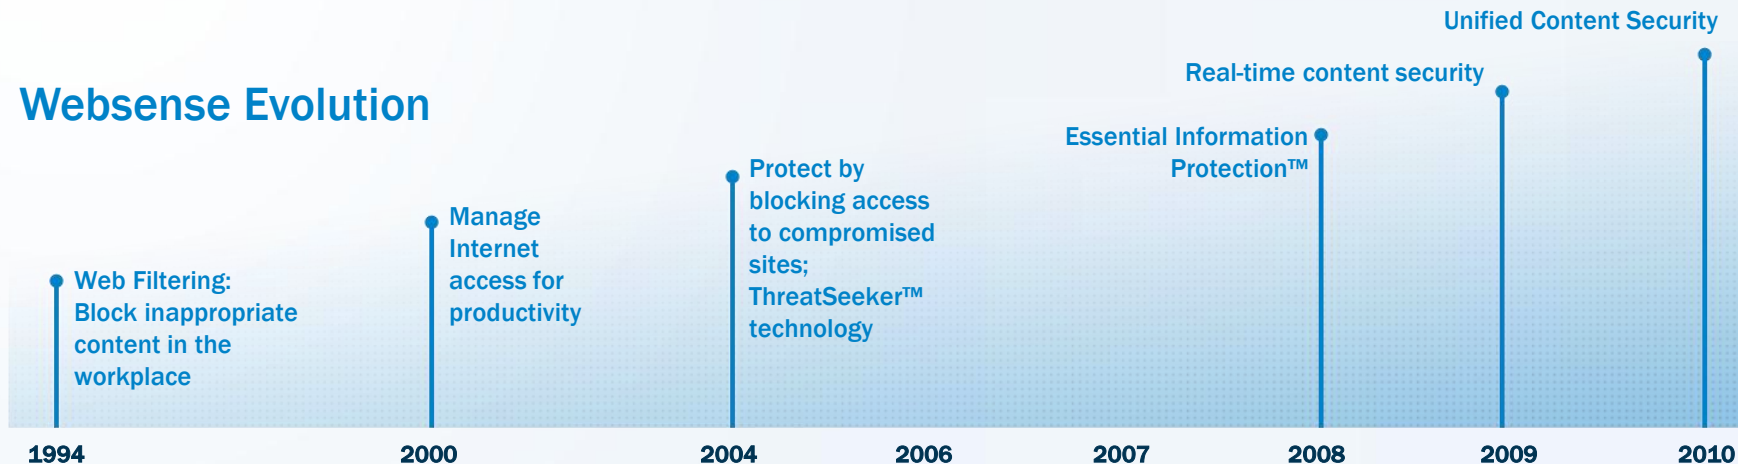 Websense Evolution
Web Filtering:
Block inappropriate
content in the
workplace
Manage
Internet
access for
productivity
Protect by
blocking access
to compromised
sites;
ThreatSeeker™
technology
Essential Information
Protection™
Real-time content security
Unified Content Security
1994 2000 2004 2006 2007 2008 2009 2010